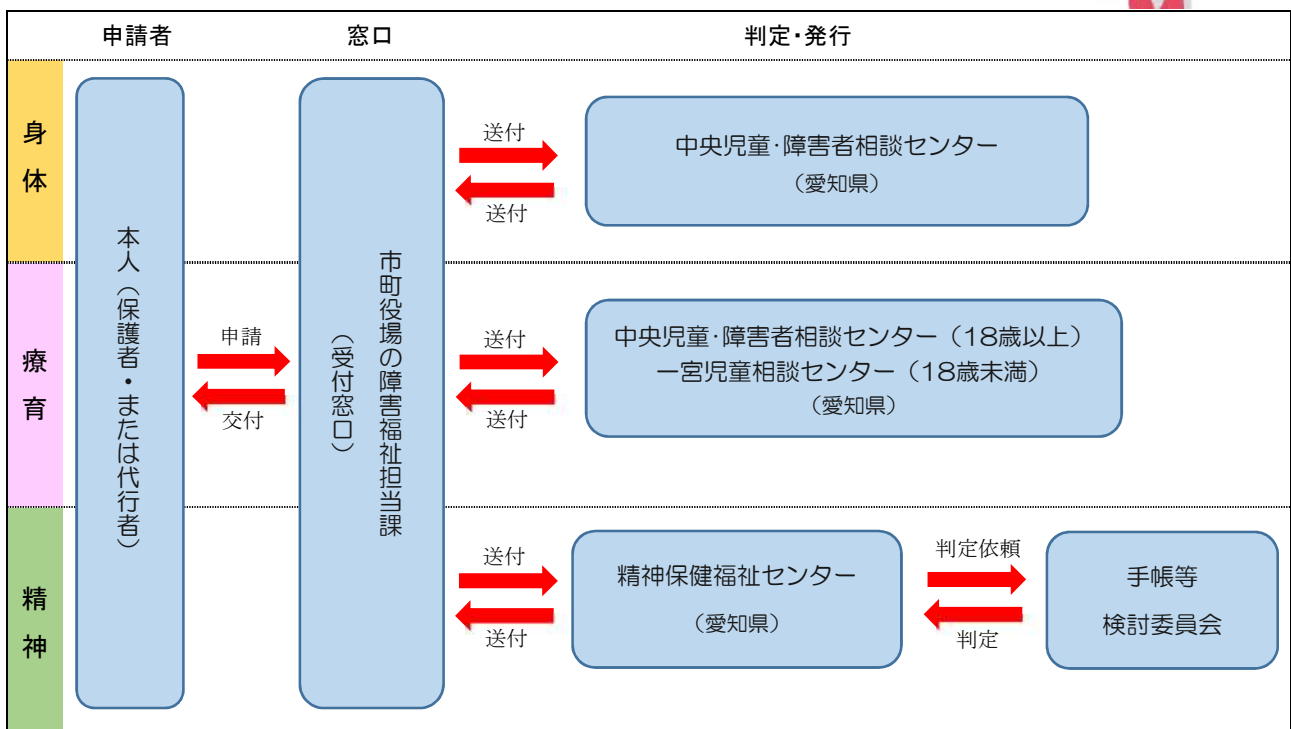 申請者
窓口
判定・発行
身体
療育
精神
本人（保護者・または代行者）
申請
交付
市町役場の障害福祉担当課
（受付窓口）
送付
送付
中央児童・障害者相談センター
（愛知県）
送付
送付
中央児童・障害者相談センター（18歳以上）
一宮児童相談センター（18歳未満）
（愛知県）
送付
送付
精神保健福祉センター
（愛知県）
判定依頼
判定
手帳等
検討委員会